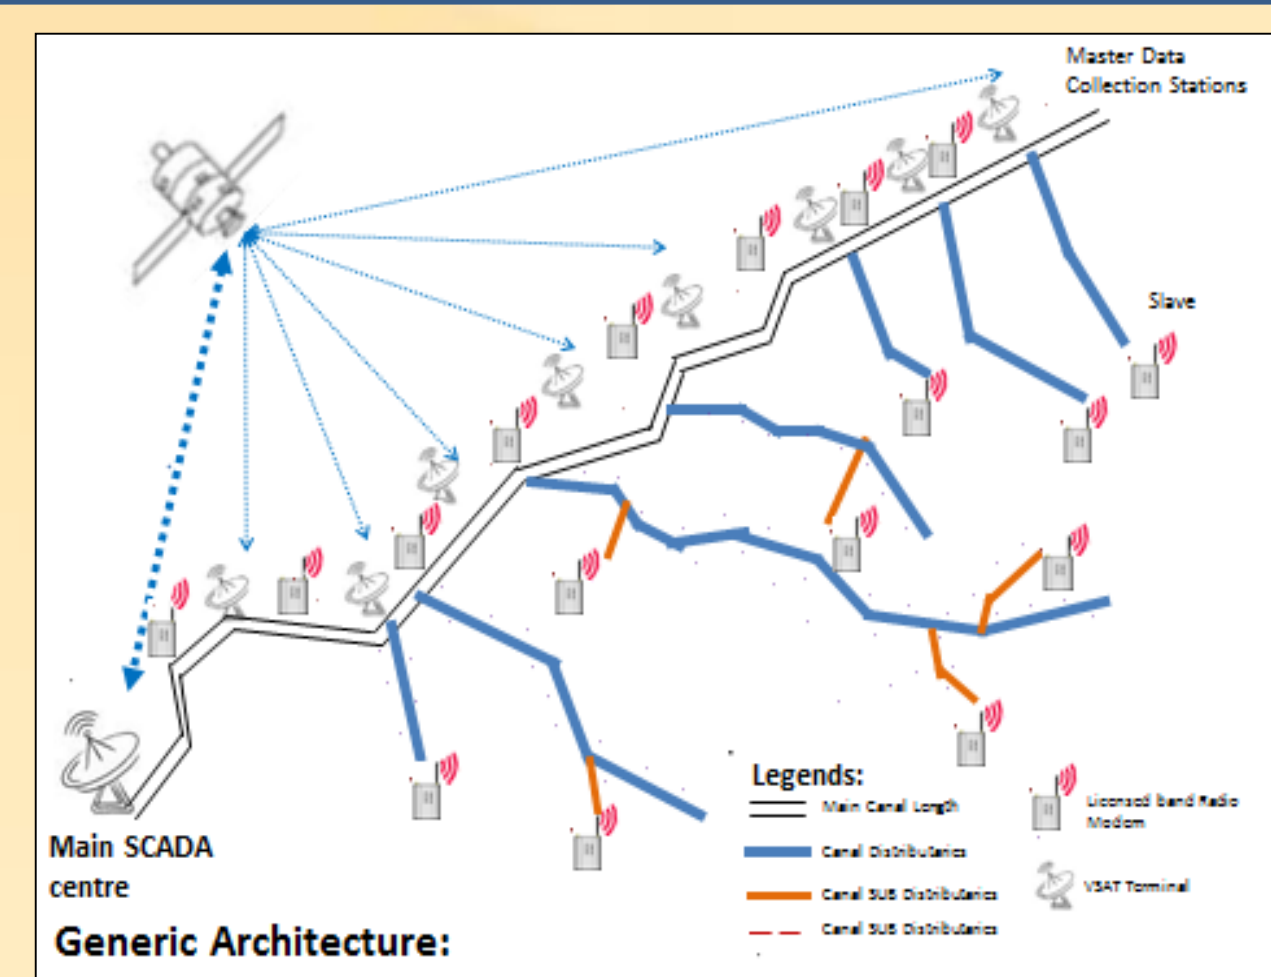 Master Data
Collection Stations
Slave
Legends:
Main Canal Length
Canal Distributaries
Canal SUB Distributaries
Canal SUB Distributaries
Licensed band Radio
Modem
VSAT Terminal
Main SCADA
centre
Generic Architecture: